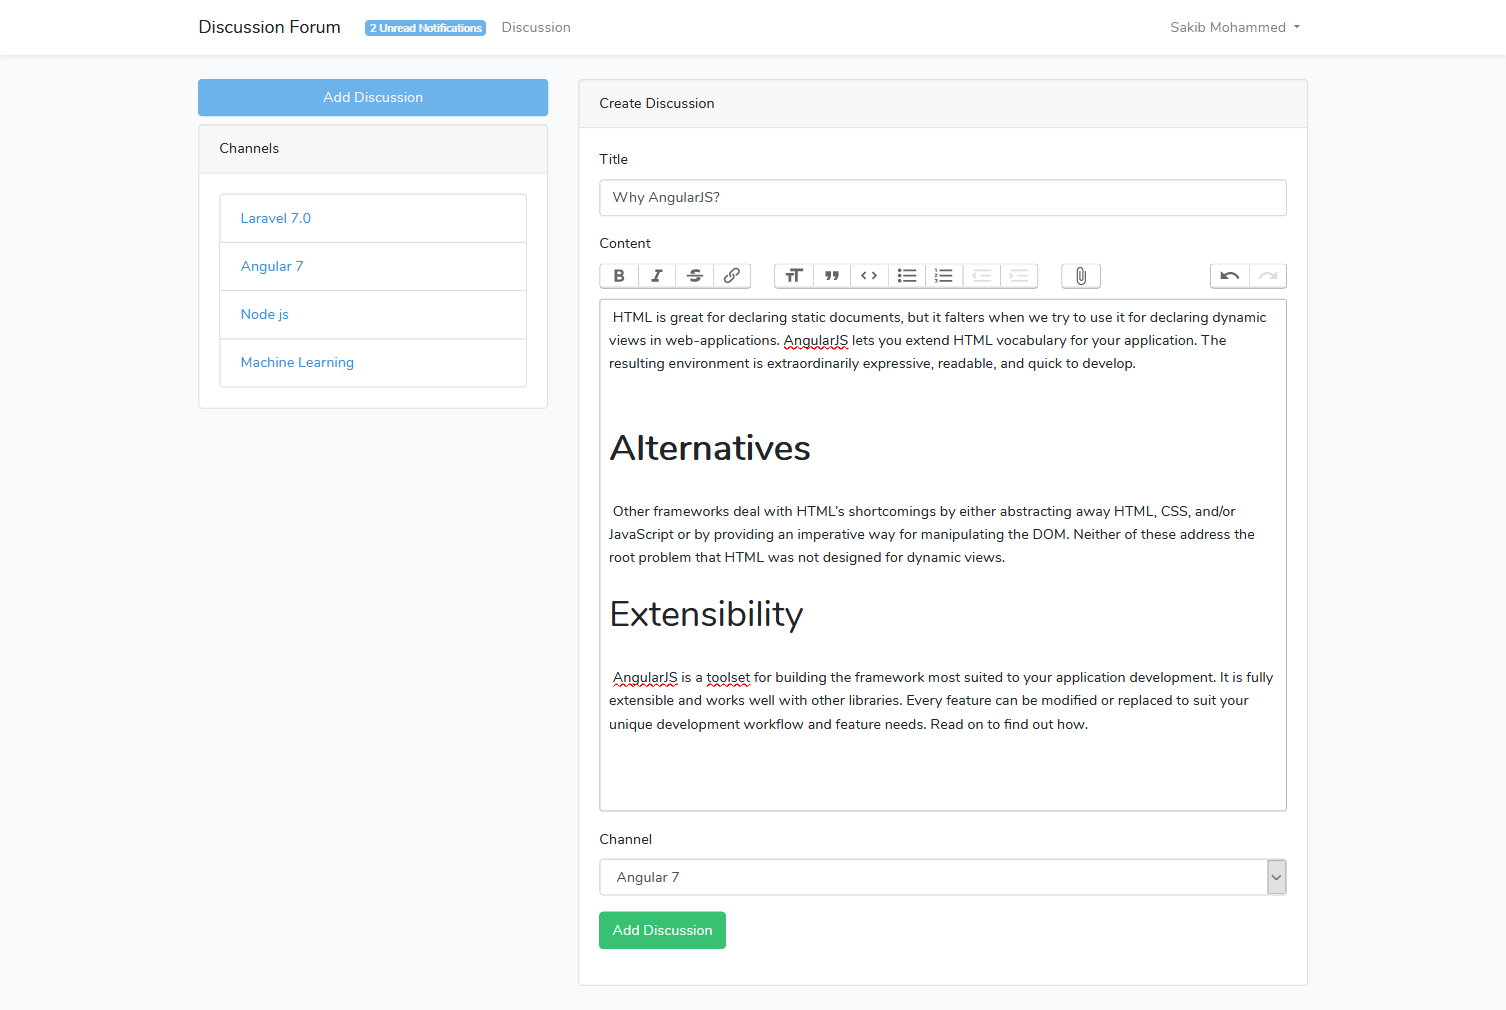 Discussion Forum
2 Unread Notifications
Discussion
Sakib Mohammed
Add Discussion
Channels
Laravel 7.0
Angular 7
Node js
Machine Learning
Create Discussion
Title
Why AngularJS?
Content
HTML is great for declaring static documents, but it falters when we try to use it for declaring dynamic
views in web-applications. AngularJS lets you extend HTML vocabulary for your application. The
resulting environment is extraordinarily expressive, readable, and quick to develop.
Alternatives
Other frameworks deal with HTML's shortcomings by either abstracting away HTML, CSS, and/or
JavaScript or by providing an imperative way for manipulating the DOM. Neither of these address the
root problem that HTML was not designed for dynamic views.
Extensibility
AngularJS is a toolset for building the framework most suited to your application development. It is fully
extensible and works well with other libraries. Every feature can be modified or replaced to suit your
unique development workflow and feature needs. Read on to find out how.
Channel
Angular 7
Add Discussion